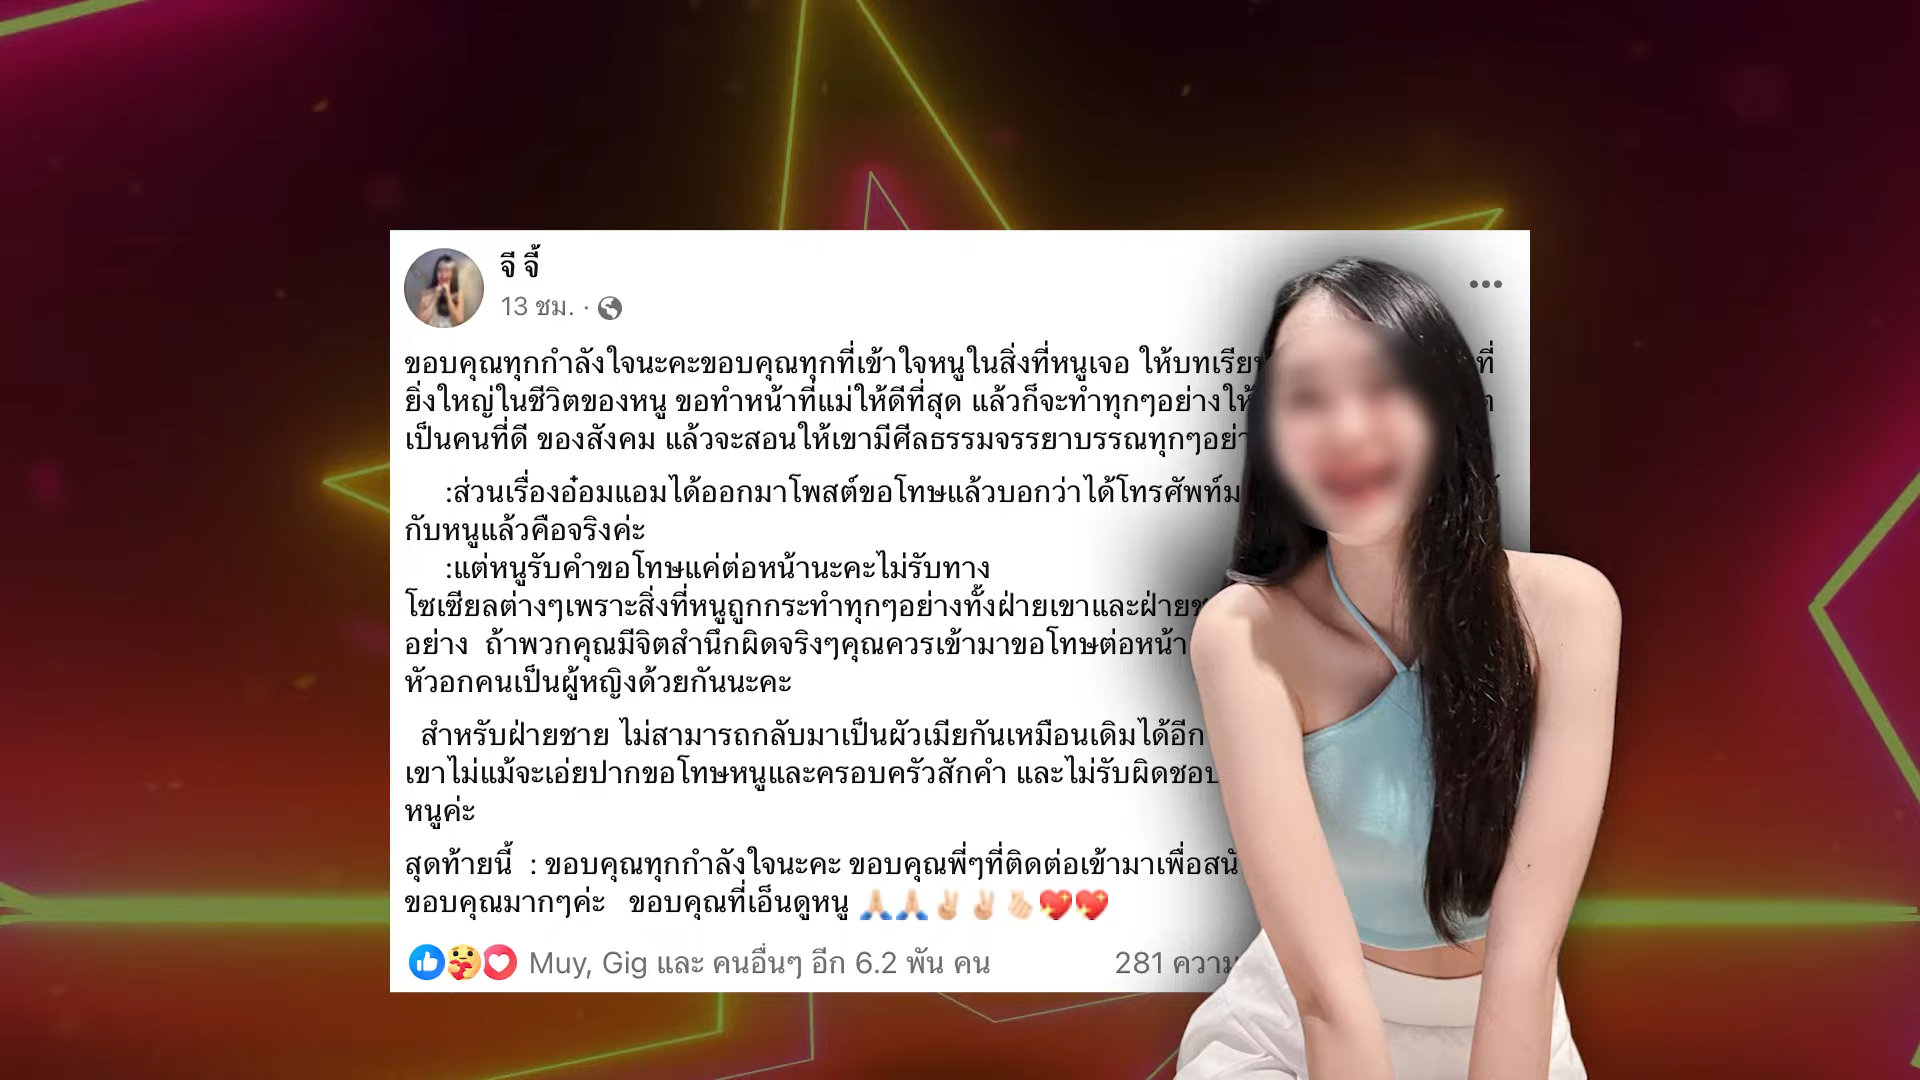 จี จี้
13 ชม. ·
ขอบคุณทุกกำลังใจนะคะขอบคุณทุกที่เข้าใจหนูในสิ่งที่หนูเจอ ให้บทเรียน ที่
ยิ่งใหญ่ในชีวิตของหนู ขอทำหน้าที่แม่ให้ดีที่สุด แล้วก็จะทำทุกๆอย่างให้
เป็นคนที่ดี ของสังคม แล้วจะสอนให้เขามีศีลธรรมจรรยาบรรณทุกๆอย่า
:ส่วนเรื่องอ๋อมแอมได้ออกมาโพสต์ขอโทษแล้วบอกว่าได้โทรศัพท์ม
กับหนูแล้วคือจริงค่ะ
:แต่หนูรับคำขอโทษแค่ต่อหน้านะคะไม่รับทาง
โซเซียลต่างๆเพราะสิ่งที่หนูถูกกระทำทุกๆอย่างทั้งฝ่ายเขาและฝ่ายช
อย่าง ถ้าพวกคุณมีจิตสำนึกผิดจริงๆคุณควรเข้ามาขอโทษต่อหน้า
หัวอกคนเป็นผู้หญิงด้วยกันนะคะ
สำหรับฝ่ายชาย ไม่สามารถกลับมาเป็นผัวเมียกันเหมือนเดิมได้อีก
เขาไม่แม้จะเอ่ยปากขอโทษหนูและครอบครัวสักคำ และไม่รับผิดชอบ
หนูค่ะ
สุดท้ายนี้ : ขอบคุณทุกกำลังใจนะคะ ขอบคุณพี่ๆที่ติดต่อเข้ามาเพื่อสนั
ขอบคุณมากๆค่ะ ขอบคุณที่เอ็นดูหนู 🙏🏻🙏🏻✌🏻✌🏻🫰🏻💖💖
Muy, Gig และ คนอื่นๆ อีก 6.2 พัน คน
281 ความ